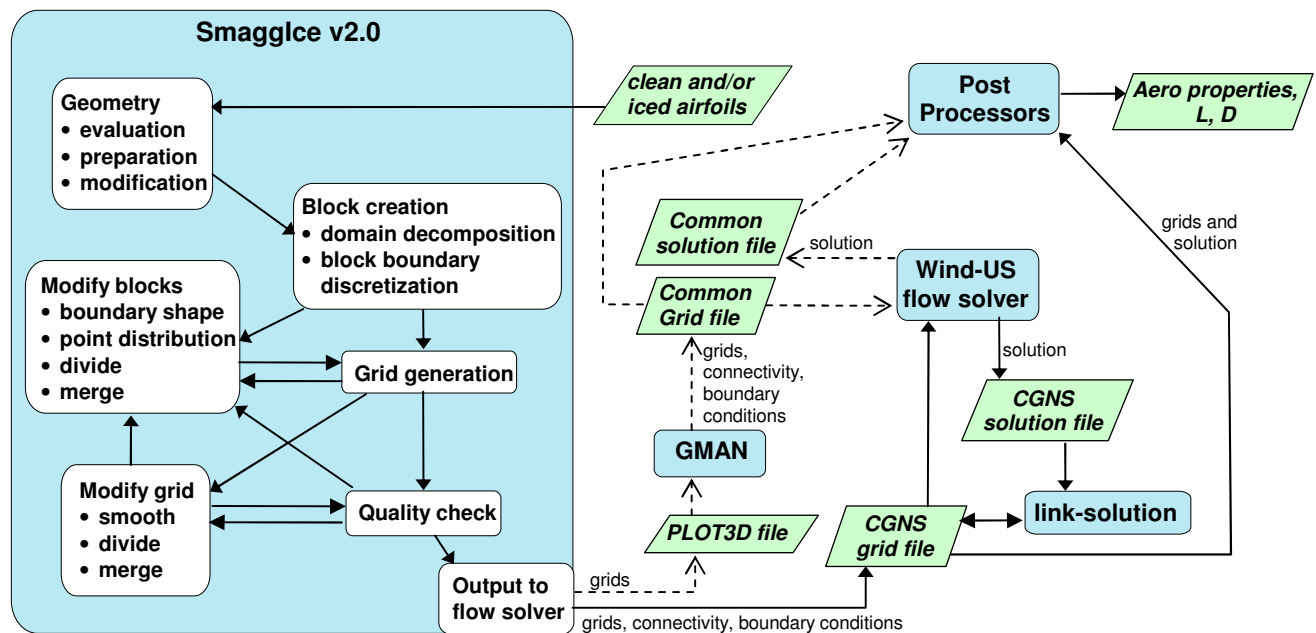 SmaggIce v2.0
Geometry
• evaluation
• preparation
• modification
Block creation
• domain decomposition
• block boundary
discretization
Modify blocks
• boundary shape
• point distribution
• divide
• merge
Grid generation
Modify grid
• smooth
• divide
• merge
Quality check
Output to
flow solver
clean and/or
iced airfoils
Post
Processors
Aero properties,
L, D
Common
solution file
solution
Wind-US
flow solver
grids and
solution
Common
Grid file
grids,
connectivity,
boundary
conditions
solution
CGNS
solution file
GMAN
link-solution
PLOT3D file
CGNS
grid file
grids
grids, connectivity, boundary conditions